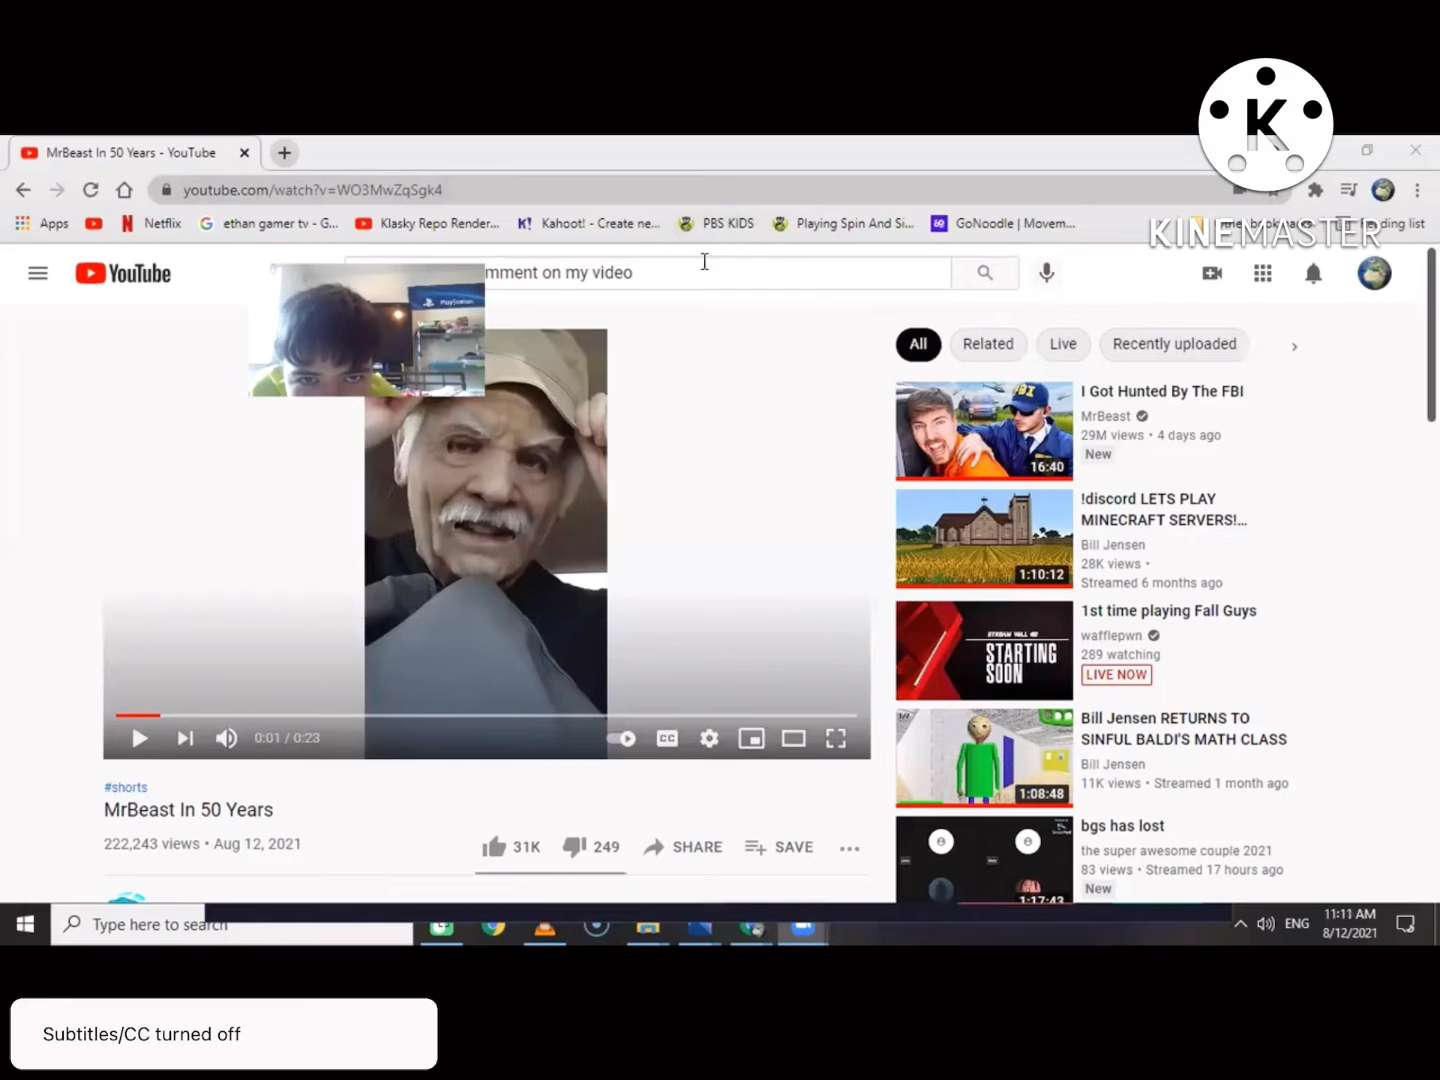 MrBeast In 50 Years - YouTube
youtube.com/watch?v=WO3MwZqSgk4
Apps
Netflix
ethan gamer tv - G...
Klasky Repo Render...
K! Kahoot! - Create ne...
PBS KIDS
Playing Spin And Si...
GoNoodle | Movem...
K
KINEMASTER
YouTube
mment on my video
PlayStation
All
Related
Live
Recently uploaded
FBI
16:40
I Got Hunted By The FBI
MrBeast
29M views • 4 days ago
New
1:10:12
!discord LETS PLAY
MINECRAFT SERVERS!...
Bill Jensen
28K views •
Streamed 6 months ago
STARTING
SOON
1st time playing Fall Guys
wafflepwn
289 watching
LIVE NOW
1:08:48
Bill Jensen RETURNS TO
SINFUL BALDI'S MATH CLASS
Bill Jensen
11K views • Streamed 1 month ago
1:17:43
bgs has lost
the super awesome couple 2021
83 views • Streamed 17 hours ago
New
0:01 / 0:23
CC
#shorts
MrBeast In 50 Years
222,243 views • Aug 12, 2021
31K
249
SHARE
SAVE
Type here to search
ENG
11:11 AM
8/12/2021
Subtitles/CC turned off